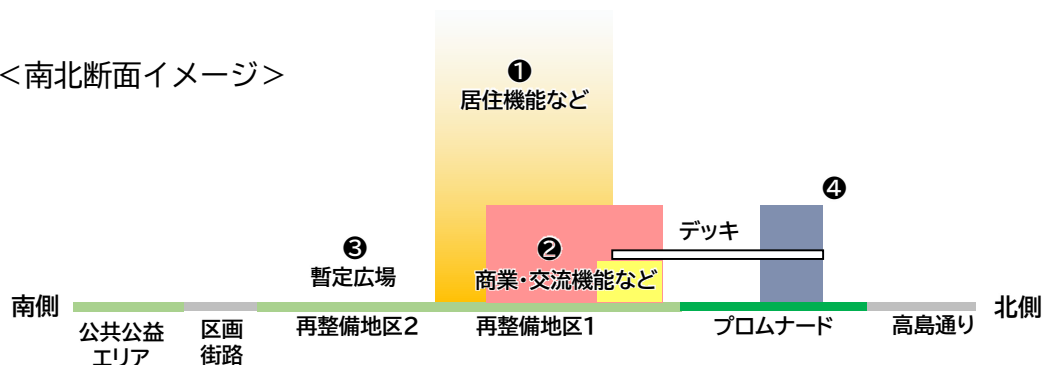 ＜南北断面イメージ＞
❶
居住機能など
❹
デッキ
❸
暫定広場
❷
商業・交流機能など
南側
北側
公共公益
エリア
区画
街路
再整備地区2
再整備地区1
プロムナード
高島通り